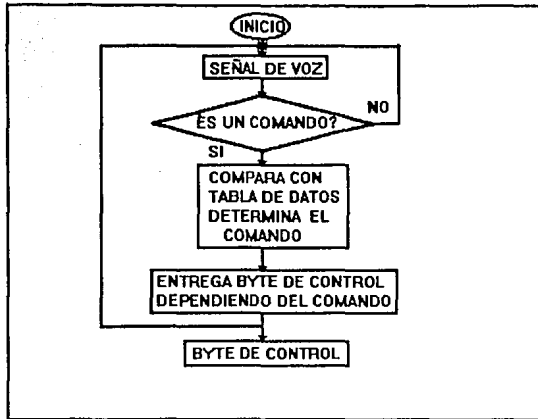 INICIO
SEÑAL DE VOZ
ES UN COMANDO?
NO
SI
COMPARA CON
TABLA DE DATOS
DETERMINA EL
COMANDO
ENTREGA BYTE DE CONTROL
DEPENDIENDO DEL COMANDO
BYTE DE CONTROL